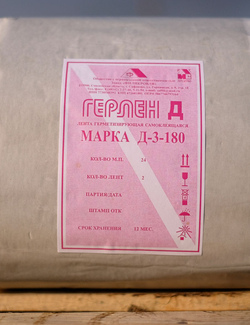 ГЕРЛЕН Д
ЛЕНТА ГЕРМЕТИЗИРУЮЩАЯ САМОКЛЕЯЩАЯСЯ
МАРКА Д-3-180
КОЛ-ВО М.П. 24
КОЛ-ВО ЛЕНТ 2
ПАРТИЯ/ДАТА
ШТАМП ОТК
СРОК ХРАНЕНИЯ 12 МЕС.